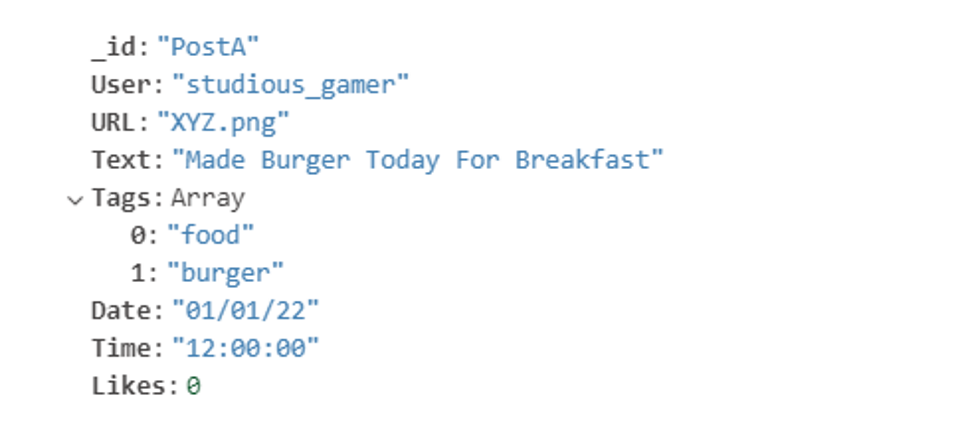 _id: "PostA"
User: "studious_gamer"
URL: "XYZ.png"
Text: "Made Burger Today For Breakfast"
Tags: Array
0: "food"
1: "burger"
Date: "01/01/22"
Time: "12:00:00"
Likes: 0